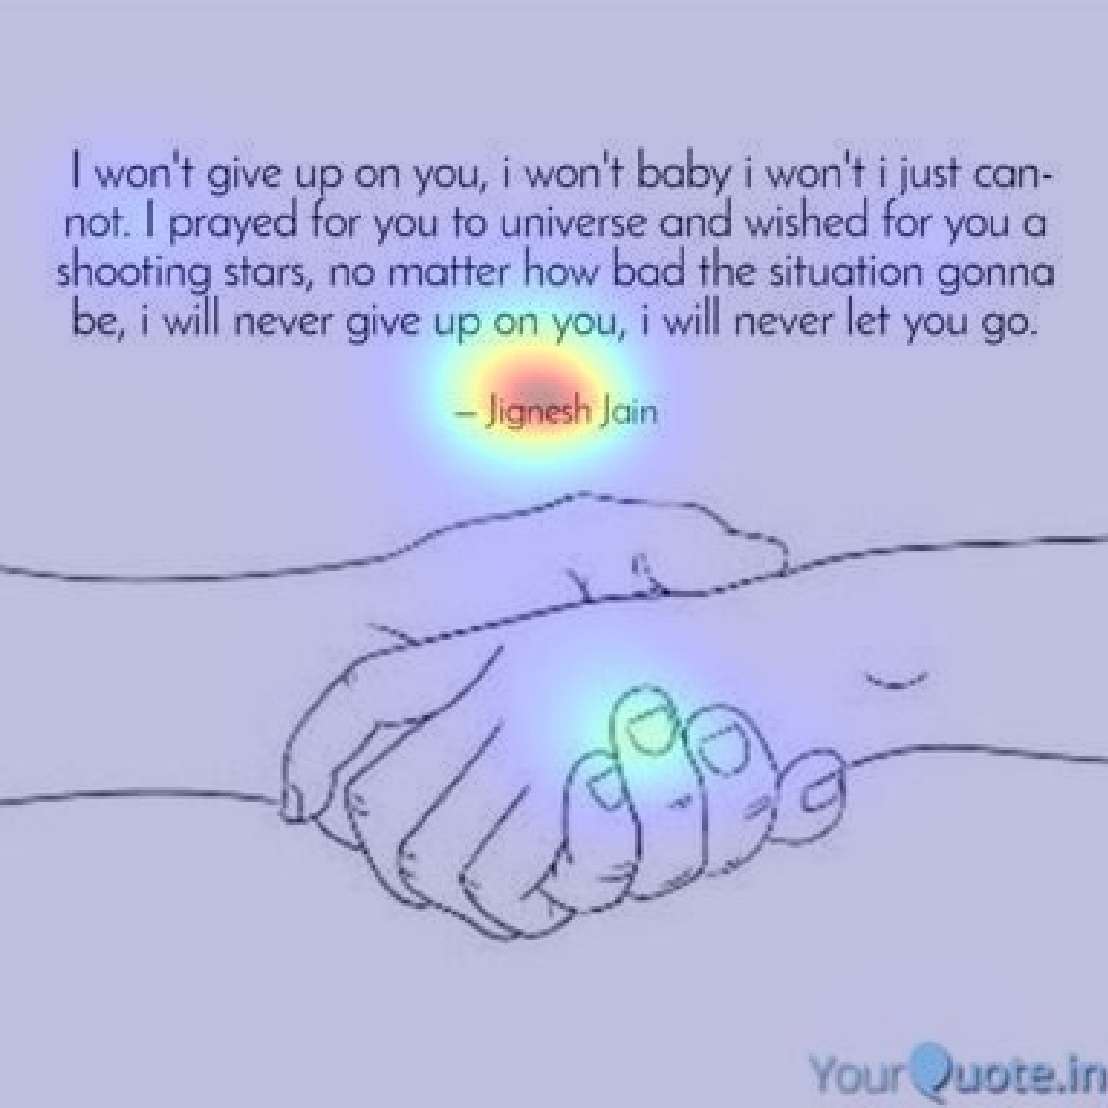 I won't give up on you, i won't baby i won't i just can-
not. I prayed for you to universe and wished for you a
shooting stars, no matter how bad the situation gonna
be, i will never give up on you, i will never let you go.
– Jignesh Jain
YourQuote.in